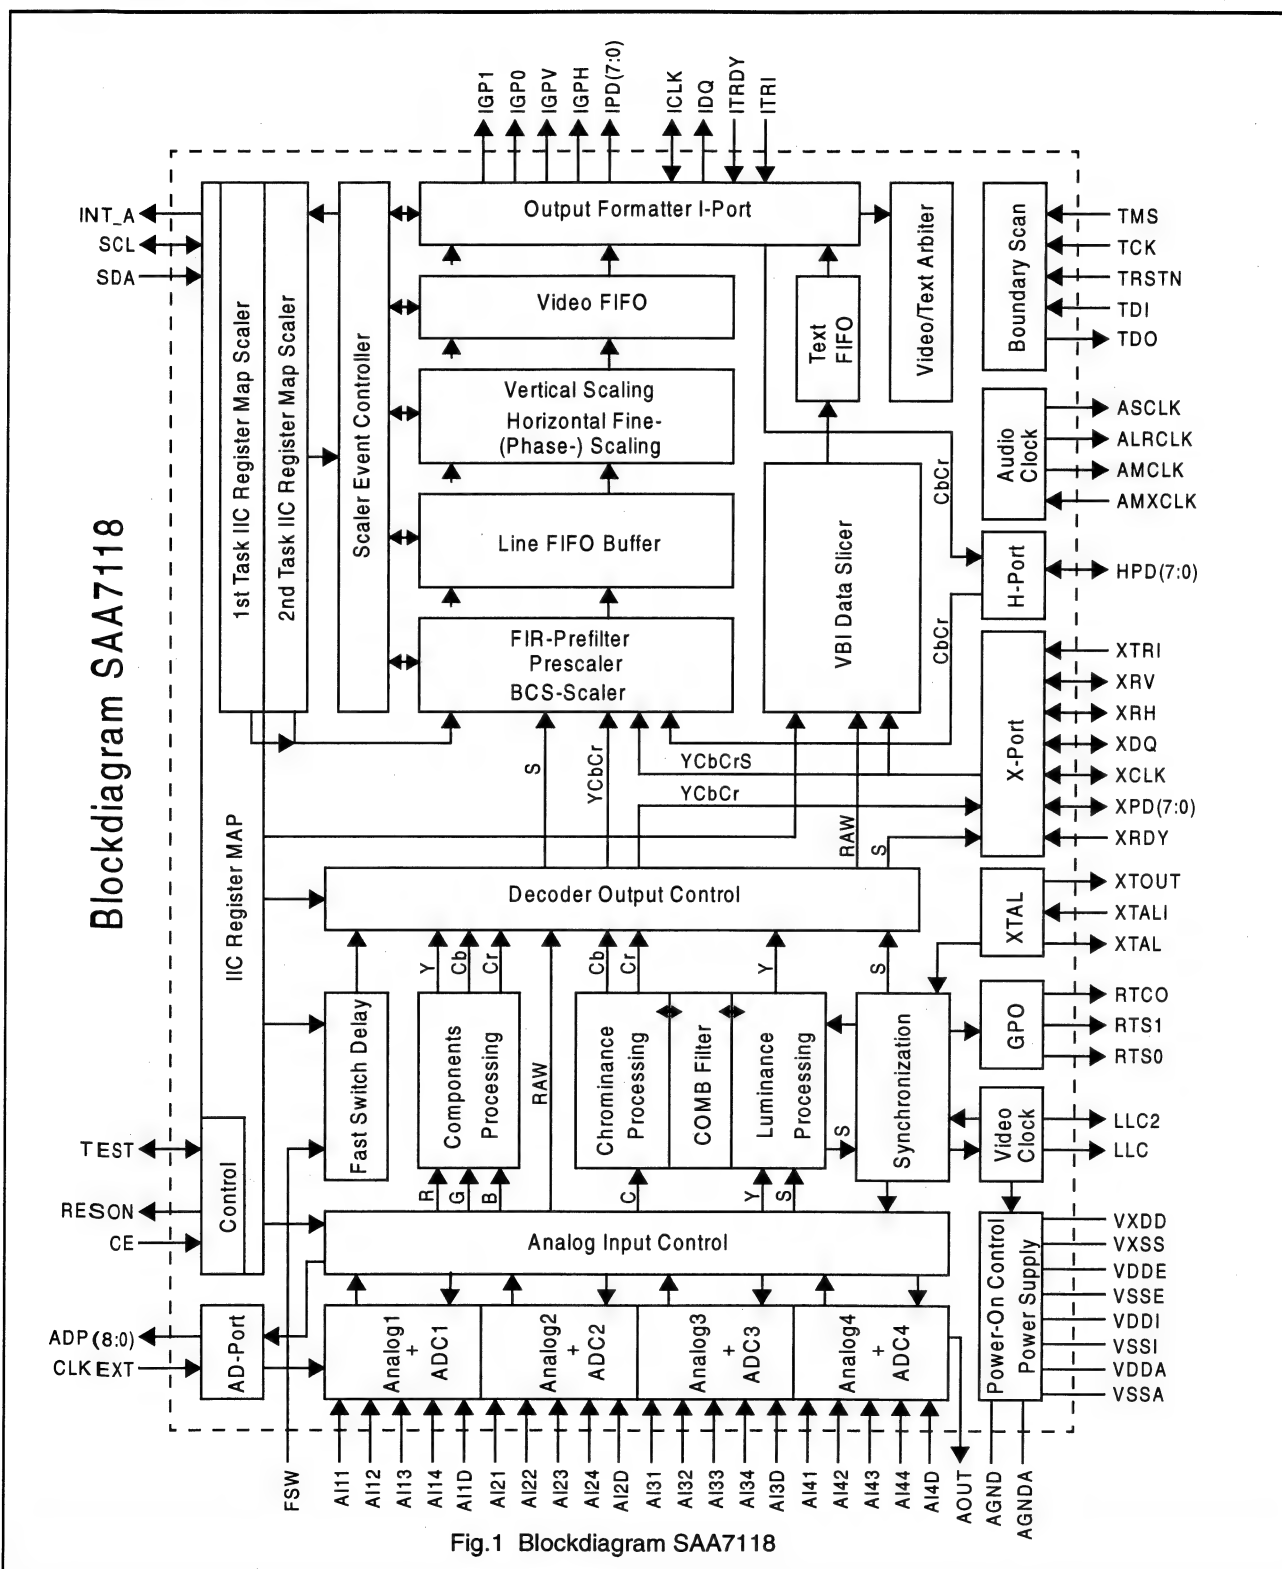 IGP1
IGP0
IGPV
IGPH
IPD(7:0)
ICLK
IDQ
ITRDY
ITRI
INT_A
SCL
SDA
1st Task IIC Register Map Scaler
2nd Task IIC Register Map Scaler
Scaler Event Controller
Output Formatter I-Port
Video FIFO
Vertical Scaling
Horizontal Fine-
(Phase-) Scaling
Line FIFO Buffer
FIR-Prefilter
Prescaler
BCS-Scaler
Text
FIFO
Video/Text Arbiter
VBI Data Slicer
Boundary Scan
TMS
TCK
TRSTN
TDI
TDO
Audio
Clock
ASCLK
ALRCLK
AMCLK
AMXCLK
CbCr
H-Port
HPD(7:0)
CbCr
X-Port
XTRI
XRV
XRH
XDQ
XCLK
XPD(7:0)
XRDY
Blockdiagram SAA7118
S
YCbCr
YCbCrS
YCbCr
RAW
S
IIC Register MAP
Decoder Output Control
XTAL
XTOUT
XTALI
XTAL
Y
Cb
Cr
RAW
Cb
Cr
Y
S
Fast Switch Delay
Components
Processing
Chrominance
Processing
COMB Filter
Luminance
Processing
S
Synchronization
GPO
RTCO
RTS1
RTS0
Video
Clock
LLC2
LLC
TEST
RESON
CE
Control
R
G
B
C
Y
S
Analog Input Control
Power-On Control
Power Supply
VXDD
VXSS
VDDE
VSSE
VDDI
VSSI
VDDA
VSSA
ADP(8:0)
CLKEXT
AD-Port
Analog1
+
ADC1
Analog2
+
ADC2
Analog3
+
ADC3
Analog4
+
ADC4
FSW
AI11
AI12
AI13
AI14
AI1D
AI21
AI22
AI23
AI24
AI2D
AI31
AI32
AI33
AI34
AI3D
AI41
AI42
AI43
AI44
AI4D
AOUT
AGND
AGNDA
Fig.1 Blockdiagram SAA7118